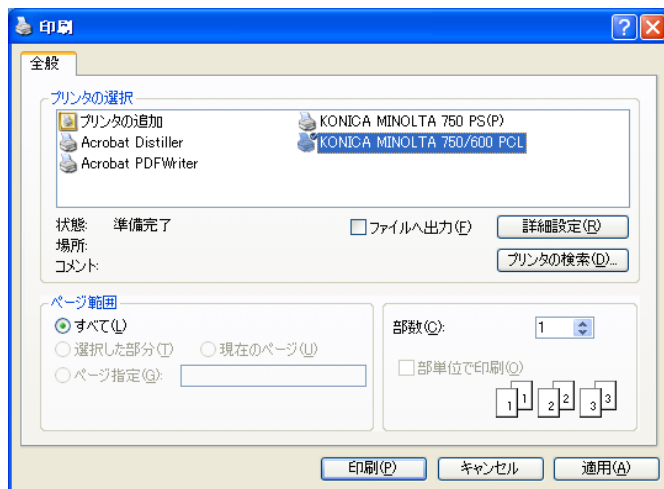 印刷
全般
プリンタの選択
プリンタの追加
Acrobat Distiller
Acrobat PDFWriter
KONICA MINOLTA 750 PS(P)
KONICA MINOLTA 750/600 PCL
状態: 準備完了
場所:
コメント:
ファイルへ出力(F)
詳細設定(R)
プリンタの検索(D)...
ページ範囲
すべて(L)
選択した部分(T) 現在のページ(U)
ページ指定(G):
部数(C): 1
部単位で印刷(O)
1 1 2 2 3 3
印刷(P) キャンセル 適用(A)